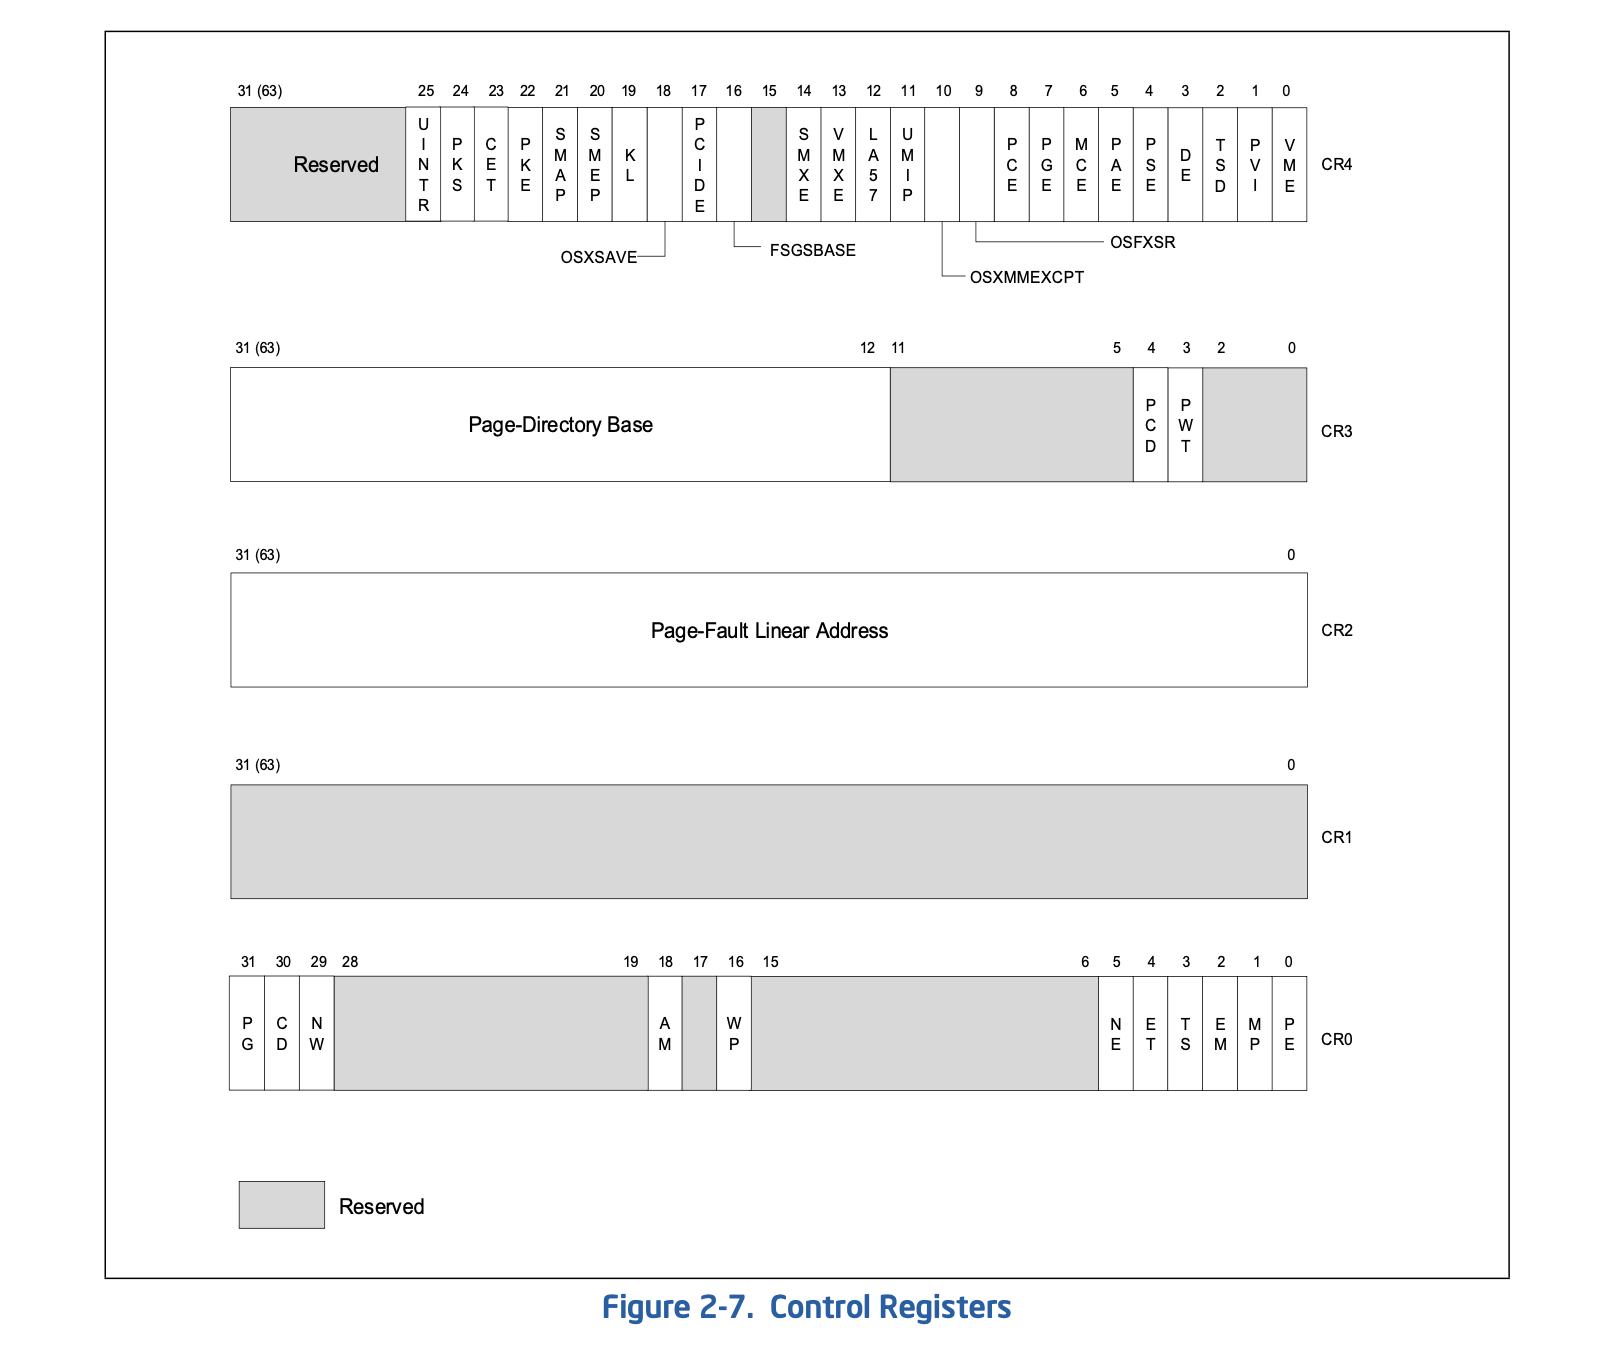 31 (63) 25 24 23 22 21 20 19 18 17 16 15 14 13 12 11 10 9 8 7 6 5 4 3 2 1 0
Reserved UINTR PKS CET PKE SMAP SMEP KL PCIDE SMXE VMXE LA57 UMIP PCE PGE MCE PAE PSE DE TSD PVI VME CR4
OSXSAVE FSGSBASE OSFXSR
OSXMMEXCPT
31 (63) 12 11 5 4 3 2 0
Page-Directory Base PCD PWT CR3
31 (63) 0
Page-Fault Linear Address CR2
31 (63) 0
CR1
31 30 29 28 19 18 17 16 15 6 5 4 3 2 1 0
PG CD NW AM WP NE ET TS EM MP PE CR0
Reserved
Figure 2-7. Control Registers